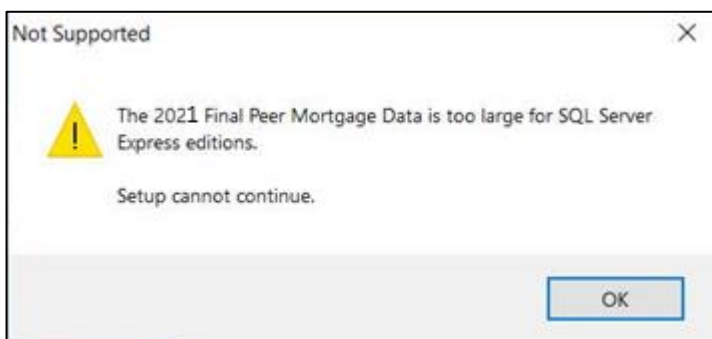 Not Supported
The 2021 Final Peer Mortgage Data is too large for SQL Server
Express editions.
Setup cannot continue.
OK